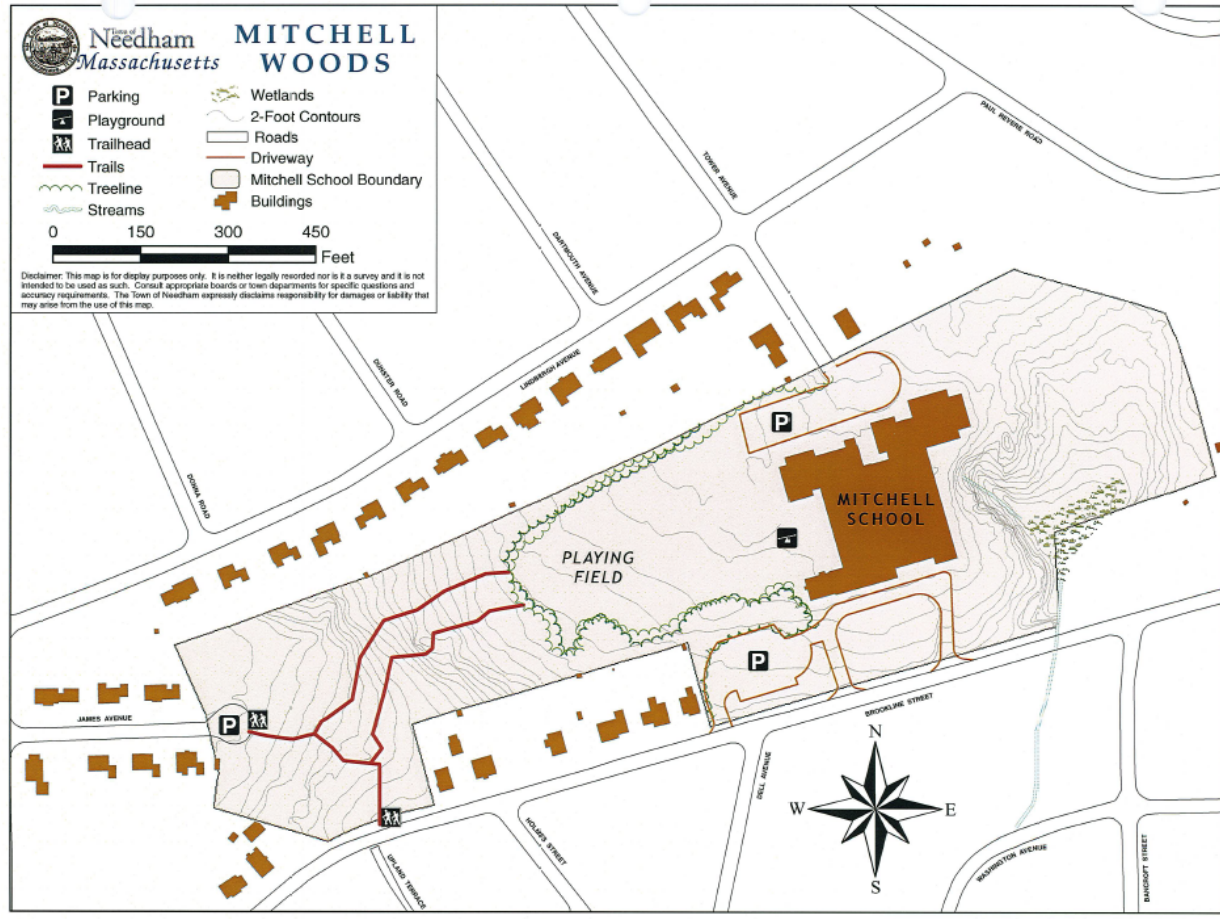 Town of
Needham
Massachusetts
MITCHELL
WOODS
P Parking
Playground
Trailhead
Trails
Treeline
Streams
Wetlands
2-Foot Contours
Roads
Driveway
Mitchell School Boundary
Buildings
0 150 300 450
Feet
Disclaimer: This map is for display purposes only. It is neither legally recorded nor is it a survey and it is not
intended to be used as such. Consult appropriate boards or town departments for specific questions and
accuracy requirements. The Town of Needham expressly disclaims responsibility for damages or liability that
may arise from the use of this map.
PAUL REVERE ROAD
TOWER AVENUE
DARTMOUTH AVENUE
LINDBERGH AVENUE
DUNSTER ROAD
DONNA ROAD
P
MITCHELL
SCHOOL
PLAYING
FIELD
P
JAMES AVENUE
P
BROOKLINE STREET
DELL AVENUE
HOLMES STREET
UPLAND TERRACE
WASHINGTON AVENUE
BANCROFT STREET
N
W
E
S